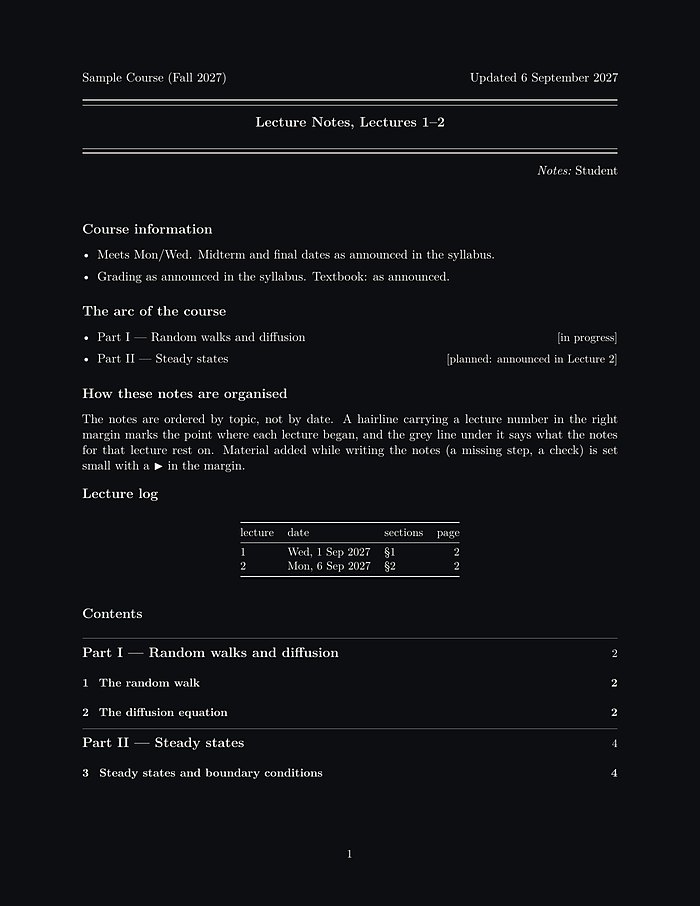 Sample Course (Fall 2027) Updated 6 September 2027
Lecture Notes, Lectures 1–2
Notes: Student
Course information
• Meets Mon/Wed. Midterm and final dates as announced in the syllabus.
• Grading as announced in the syllabus. Textbook: as announced.
The arc of the course
• Part I — Random walks and diffusion [in progress]
• Part II — Steady states [planned: announced in Lecture 2]
How these notes are organised
The notes are ordered by topic, not by date. A hairline carrying a lecture number in the right
margin marks the point where each lecture began, and the grey line under it says what the notes
for that lecture rest on. Material added while writing the notes (a missing step, a check) is set
small with a ▶ in the margin.
Lecture log
lecture date sections page
1 Wed, 1 Sep 2027 §1 2
2 Mon, 6 Sep 2027 §2 2
Contents
Part I — Random walks and diffusion 2
1 The random walk 2
2 The diffusion equation 2
Part II — Steady states 4
3 Steady states and boundary conditions 4
1